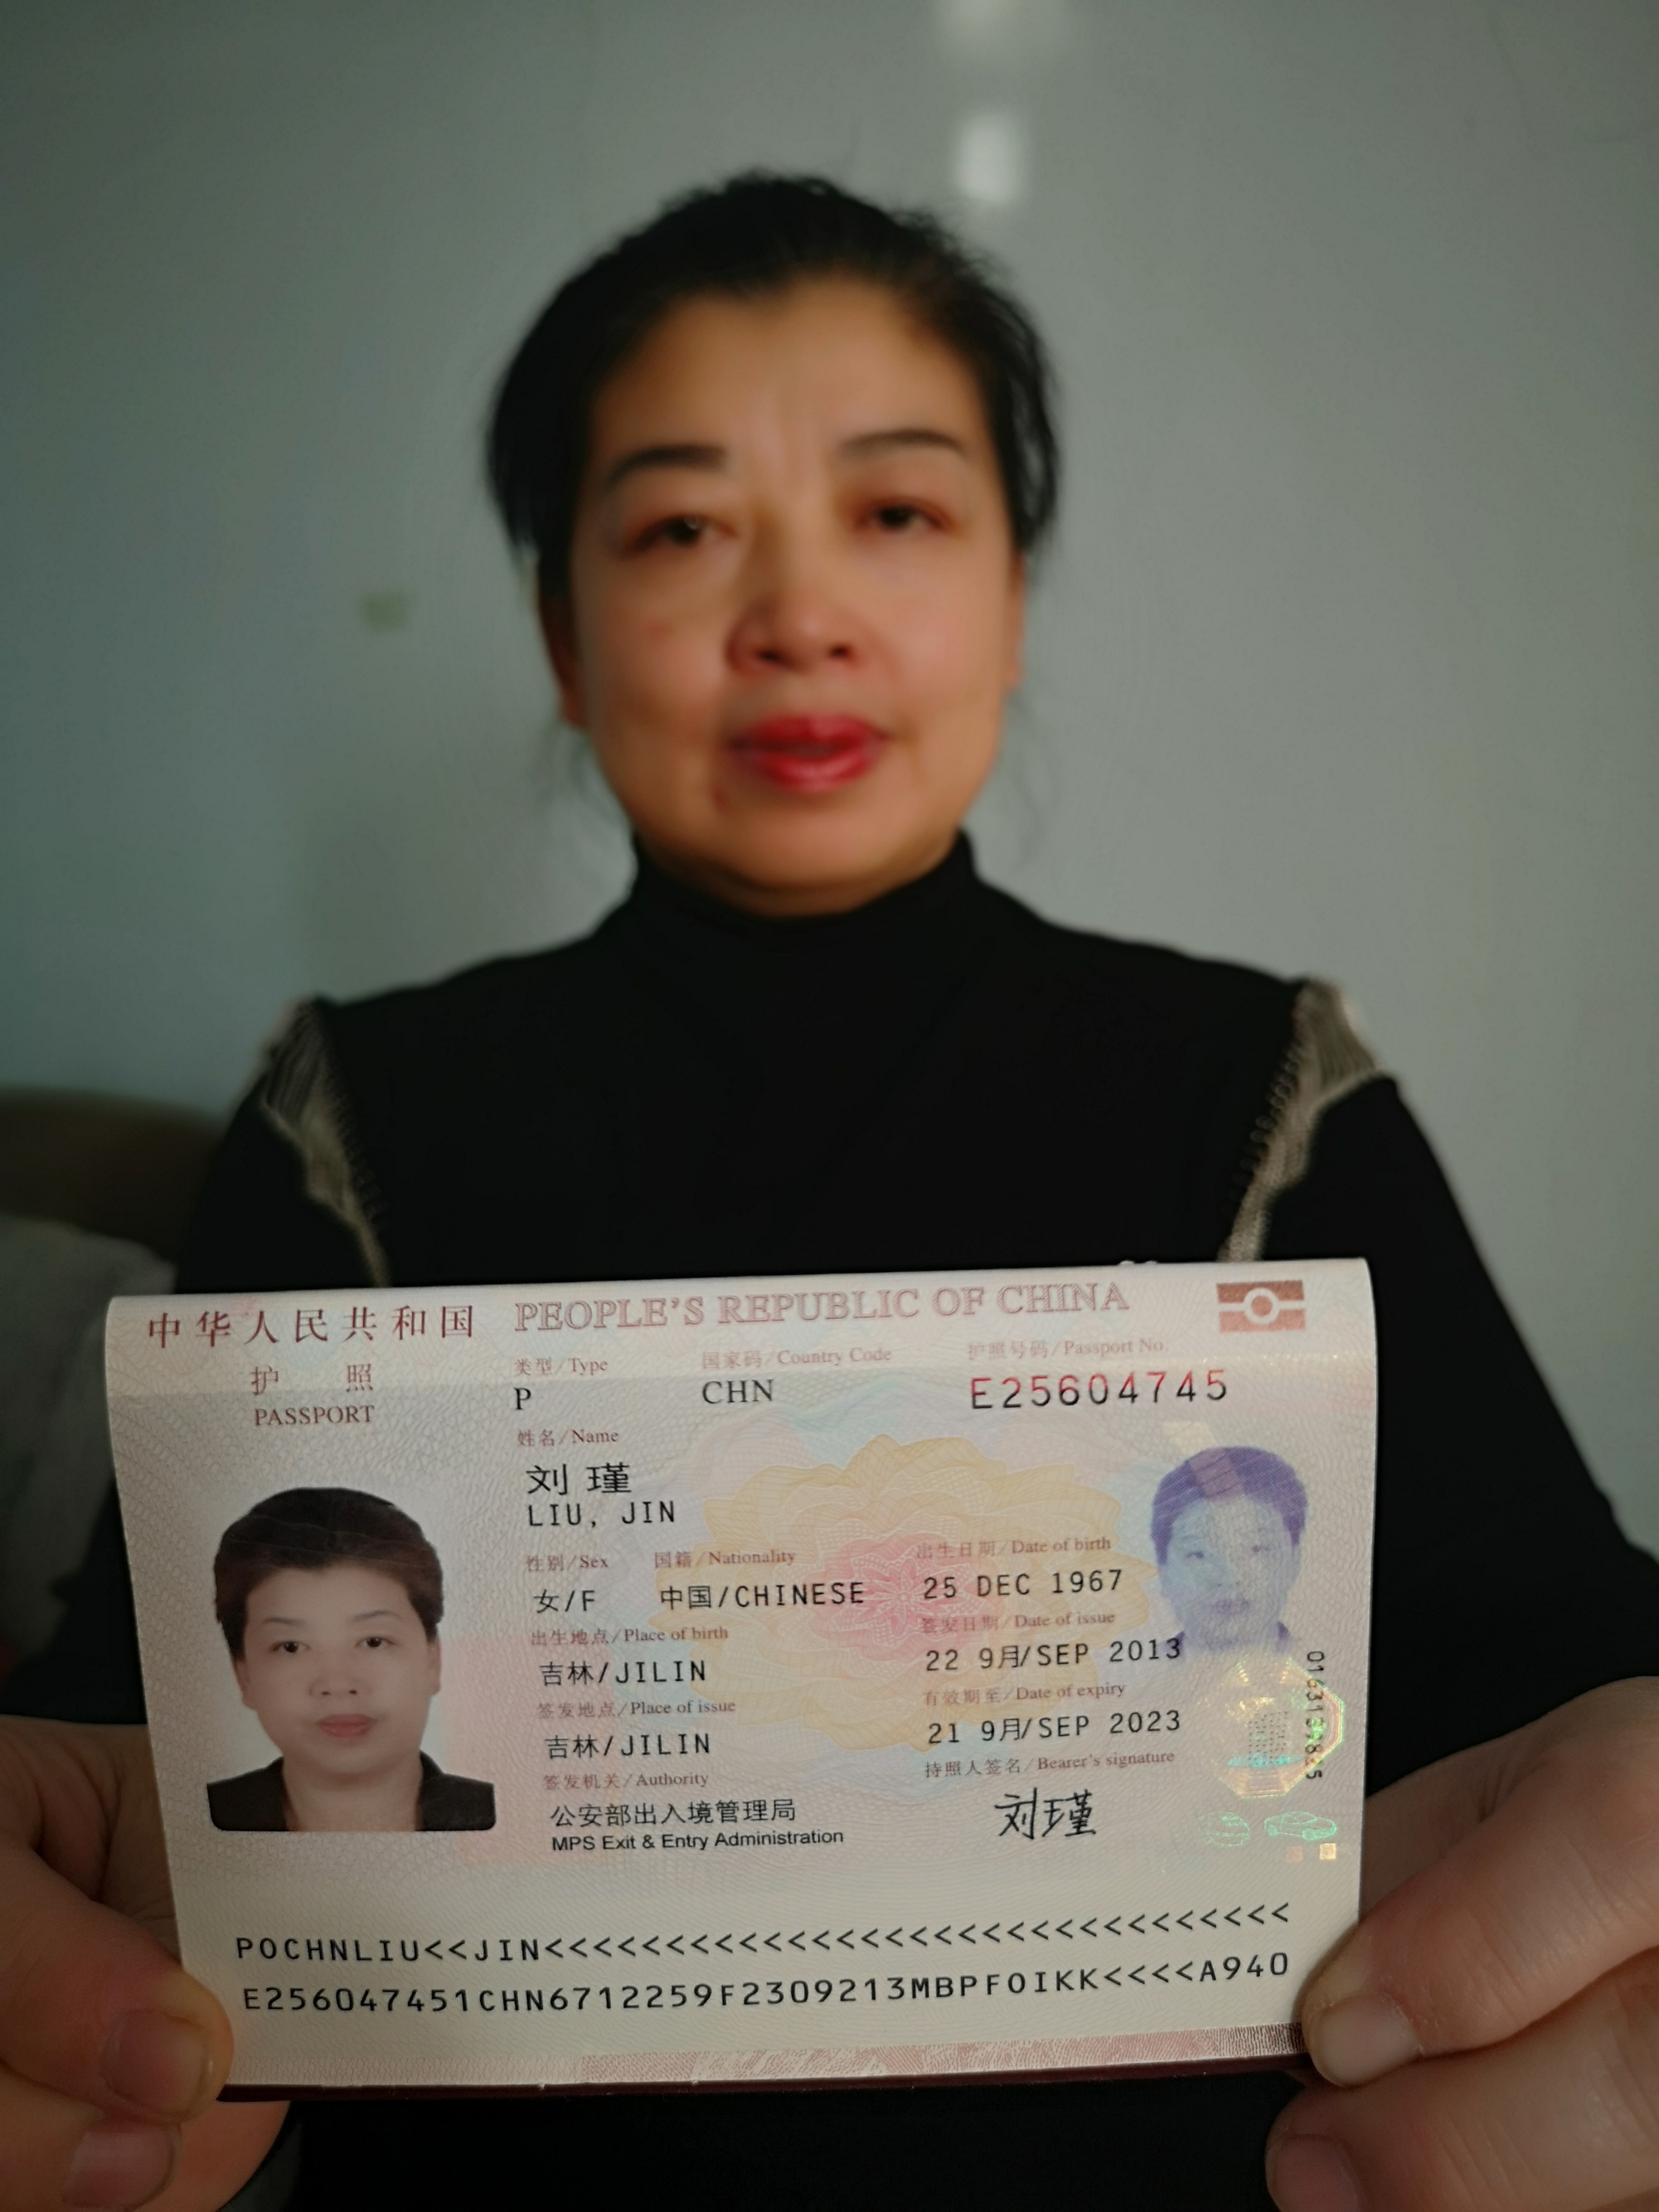 中华人民共和国 PEOPLE'S REPUBLIC OF CHINA
护 照
PASSPORT
类型/Type 国家码/Country Code 护照号码/Passport No.
P CHN E25604745
姓名/Name
刘 瑾
LIU, JIN
性别/Sex 国籍/Nationality 出生日期/Date of birth
女/F 中国/CHINESE 25 DEC 1967
出生地点/Place of birth 签发日期/Date of issue
吉林/JILIN 22 9月/SEP 2013
签发地点/Place of issue 有效期至/Date of expiry
吉林/JILIN 21 9月/SEP 2023
签发机关/Authority 持照人签名/Bearer's signature
公安部出入境管理局 刘瑾
MPS Exit & Entry Administration
POCHNLIU<<JIN<<<<<<<<<<<<<<<<<<<<<<<<<<<<<<<
E256047451CHN6712259F2309213MBPFOIKK<<<<A940